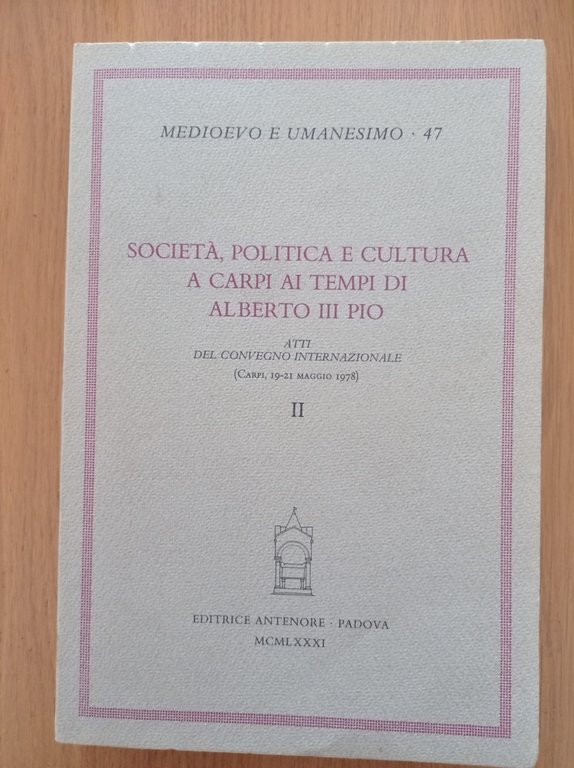 MEDIOEVO E UMANESIMO · 47
SOCIETÀ, POLITICA E CULTURA
A CARPI AI TEMPI DI
ALBERTO III PIO
ATTI
DEL CONVEGNO INTERNAZIONALE
(CARPI, 19-21 MAGGIO 1978)
II
EDITRICE ANTENORE · PADOVA
MCMLXXXI